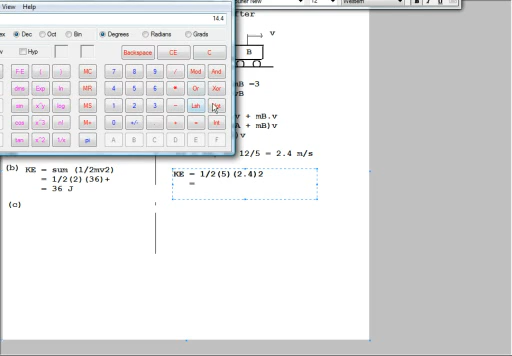 View Help
14.4
ex Dec Oct Bin Degrees Radians Grads
v Hyp Backspace CE C
F-E ( ) MC 7 8 9 / Mod And
dms Exp ln MR 4 5 6 * Or Xor
sin x^y log MS 1 2 3 - Lsh
cos x^3 n! M+ 0 +/- . + = Int
tan x^2 1/x pi A B C D E F
12 Western B I U
fter
v
B
mB =3
vB
v + mB.v
A + mB)v
)v
12/5 = 2.4 m/s
(b) KE = sum (1/2mv2)
= 1/2(2)(36)+
= 36 J
KE = 1/2(5)(2.4)2
=
(c)